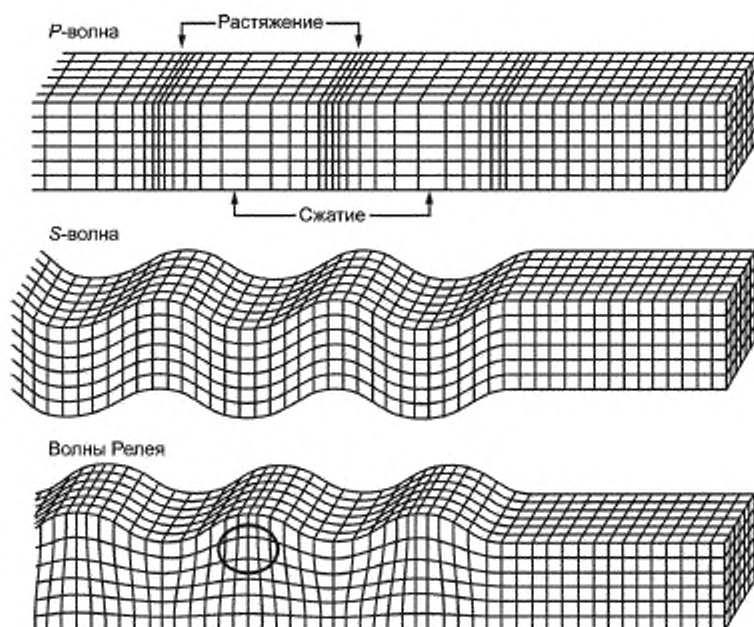 P-волна
Растяжение
Сжатие
S-волна
Волны Релея